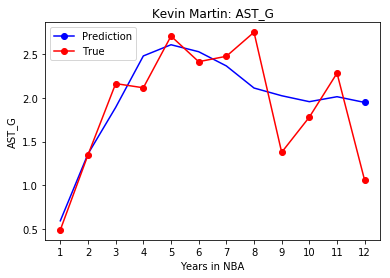 Kevin Martin: AST_G
Prediction
True
2.5
2.0
1.5
1.0
0.5
AST_G
1 2 3 4 5 6 7 8 9 10 11 12
Years in NBA